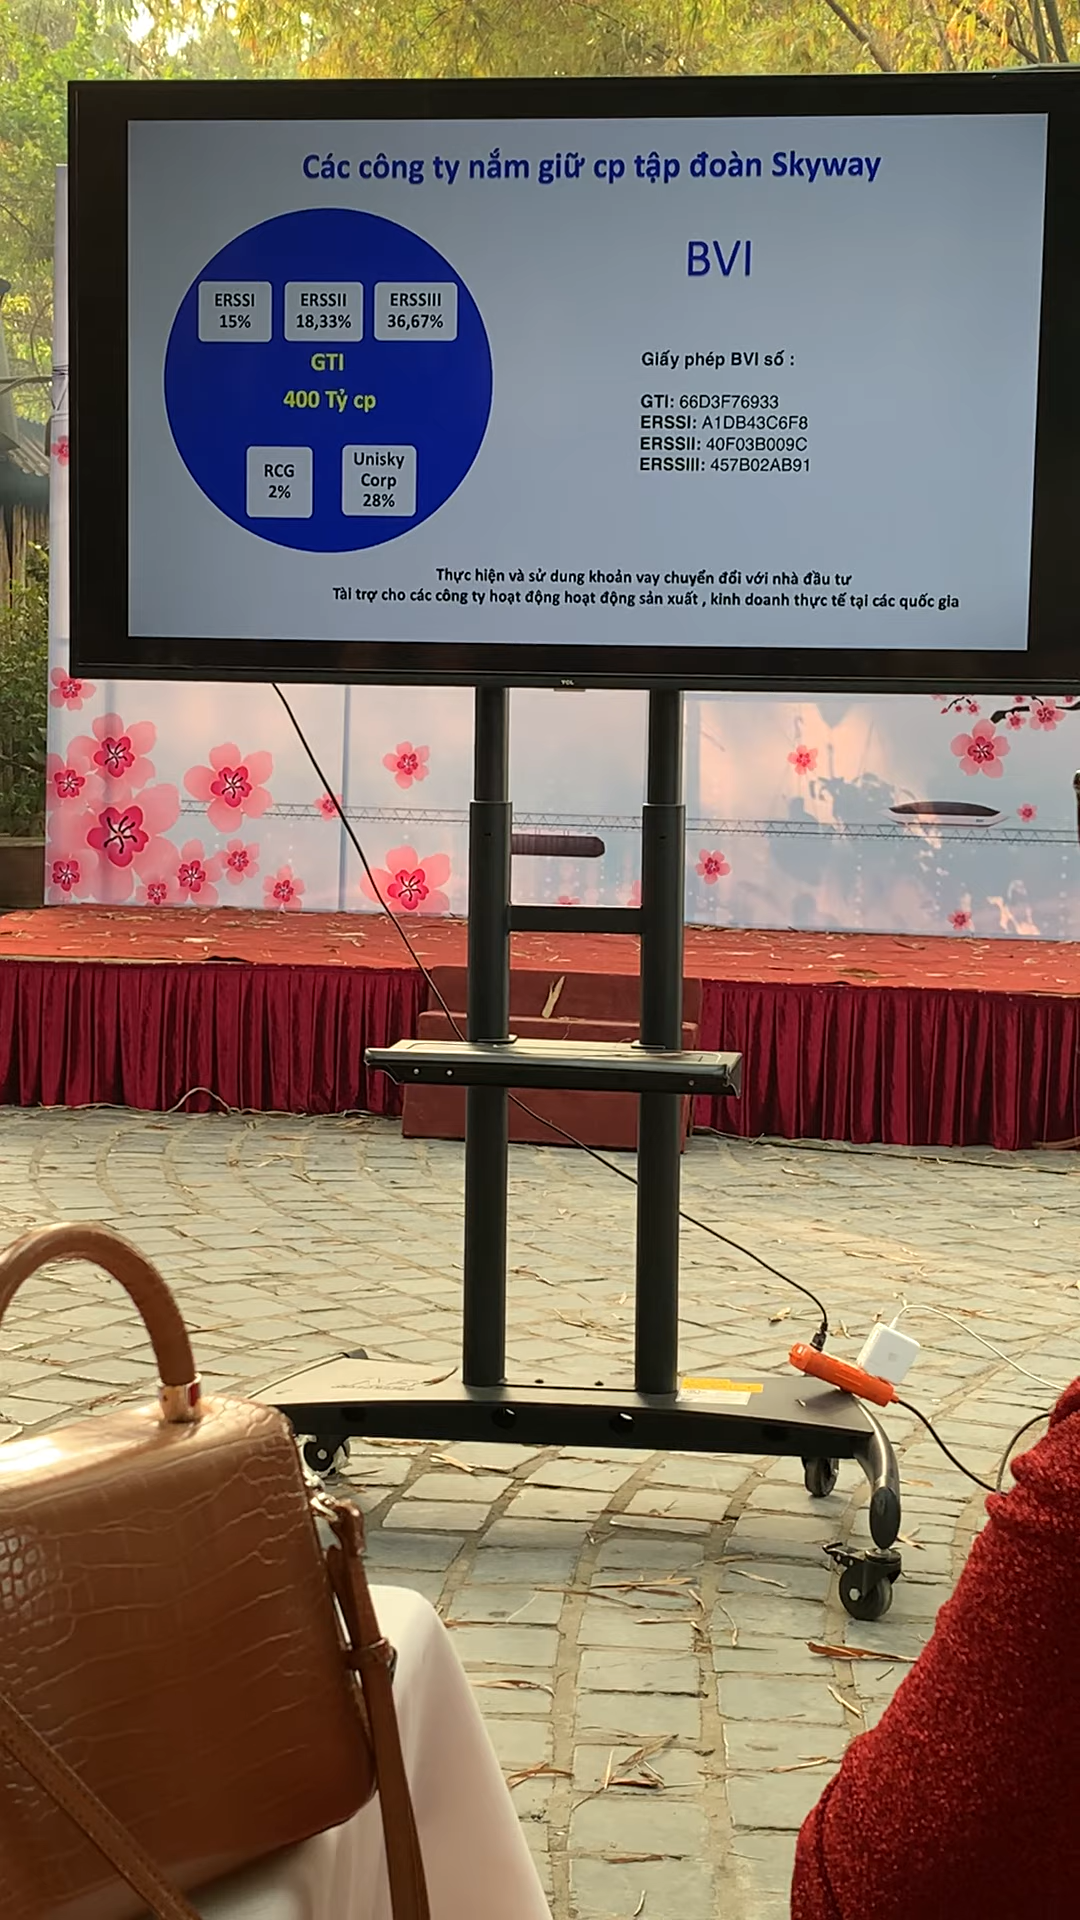 Các công ty nắm giữ cp tập đoàn Skyway
BVI
ERSSI
15%
ERSSII
18,33%
ERSSIII
36,67%
GTI
400 Tỷ cp
RCG
2%
Unisky
Corp
28%
Giấy phép BVI số :
GTI: 66D3F76933
ERSSI: A1DB43C6F8
ERSSII: 40F03B009C
ERSSIII: 457B02AB91
Thực hiện và sử dung khoản vay chuyển đổi với nhà đầu tư
Tài trợ cho các công ty hoạt động hoạt động sản xuất , kinh doanh thực tế tại các quốc gia
TCL